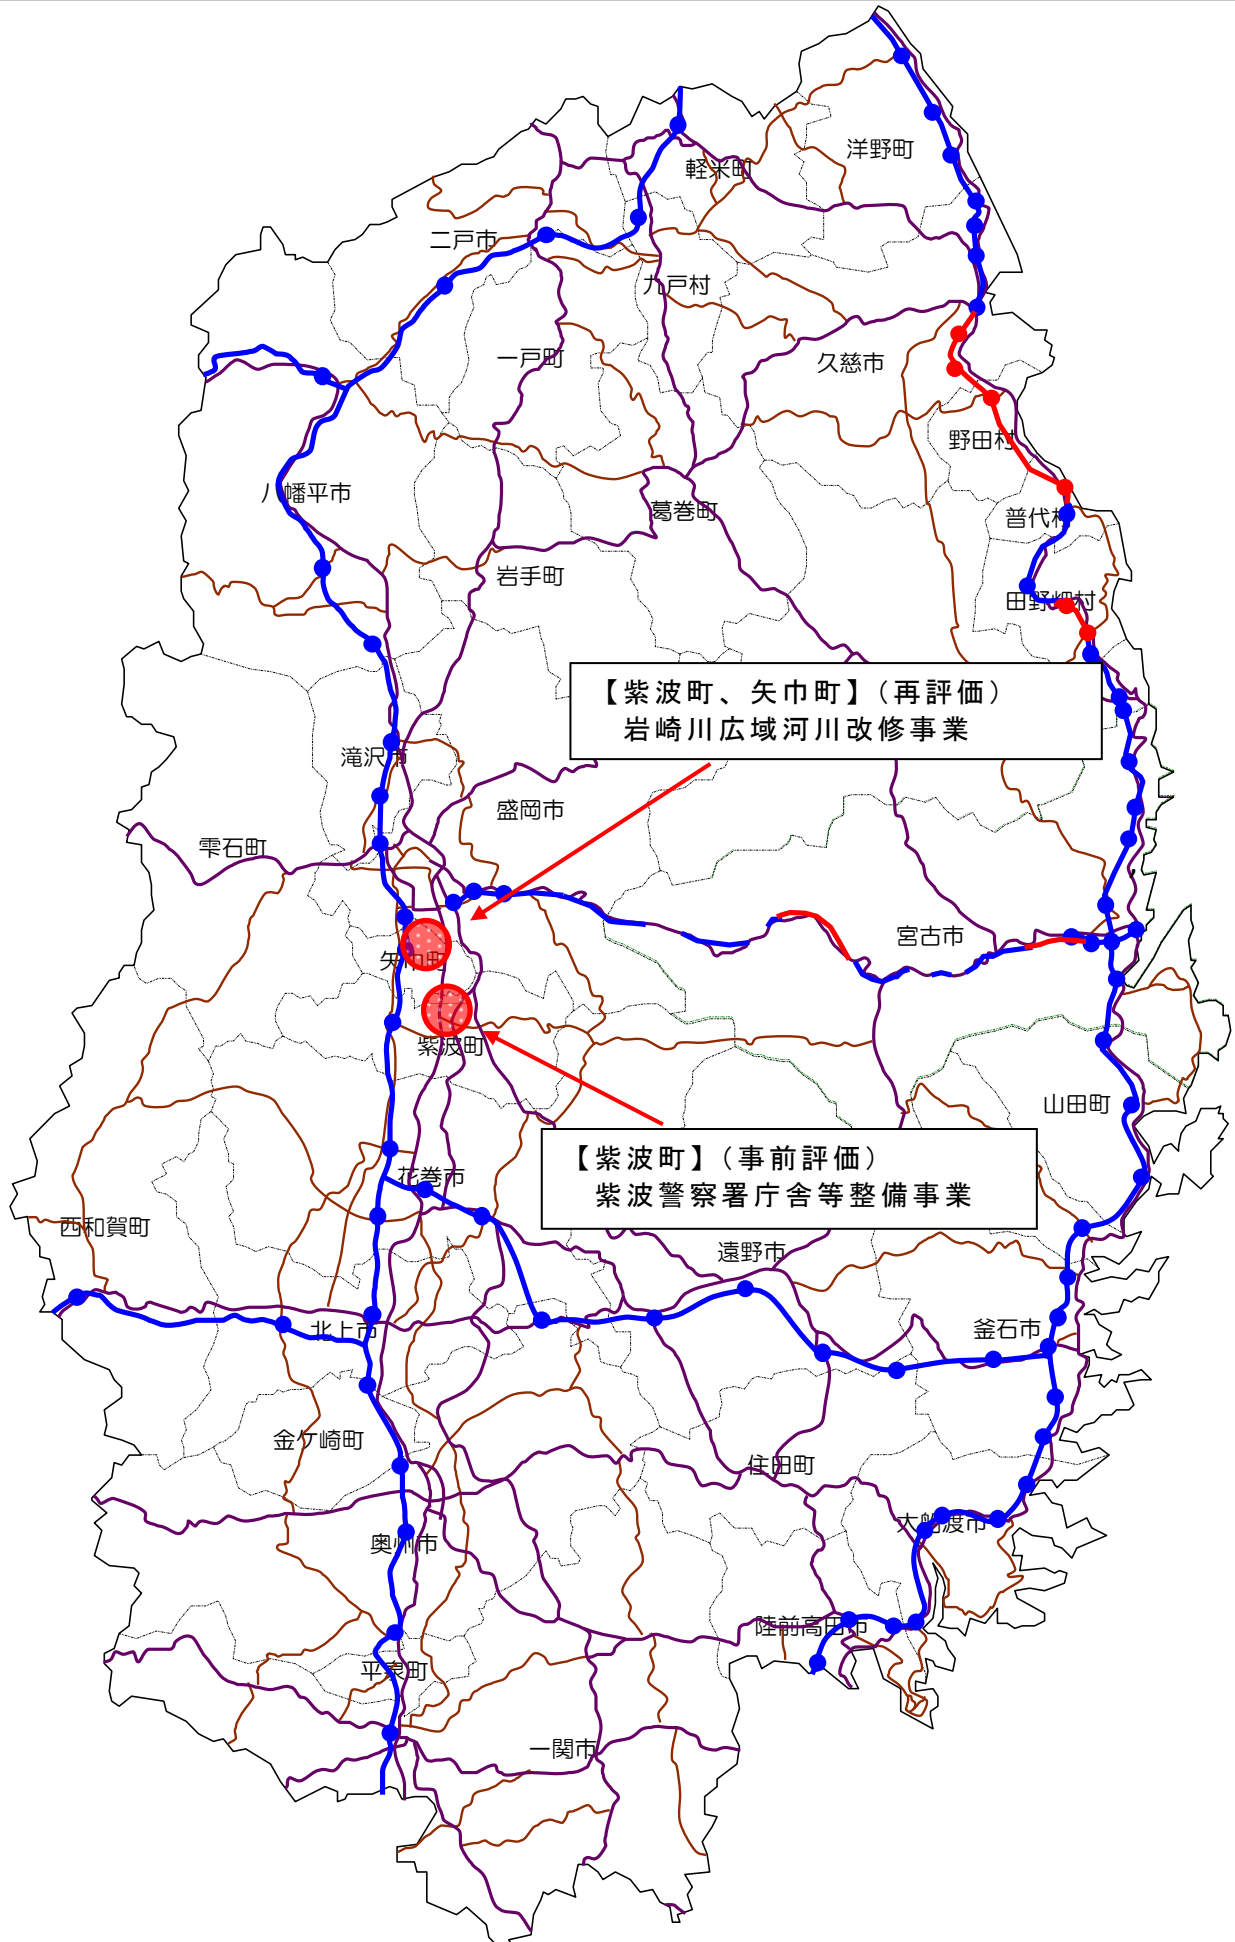 洋野町
軽米町
二戸市
九戸村
一戸町
久慈市
野田村
八幡平市
葛巻町
普代村
岩手町
田野畑村
【紫波町、矢巾町】（再評価）
岩崎川広域河川改修事業
滝沢市
盛岡市
雫石町
宮古市
矢巾町
紫波町
山田町
【紫波町】（事前評価）
紫波警察署庁舎等整備事業
花巻市
西和賀町
遠野市
北上市
釜石市
金ケ崎町
住田町
大船渡市
奥州市
陸前高田市
平泉町
一関市